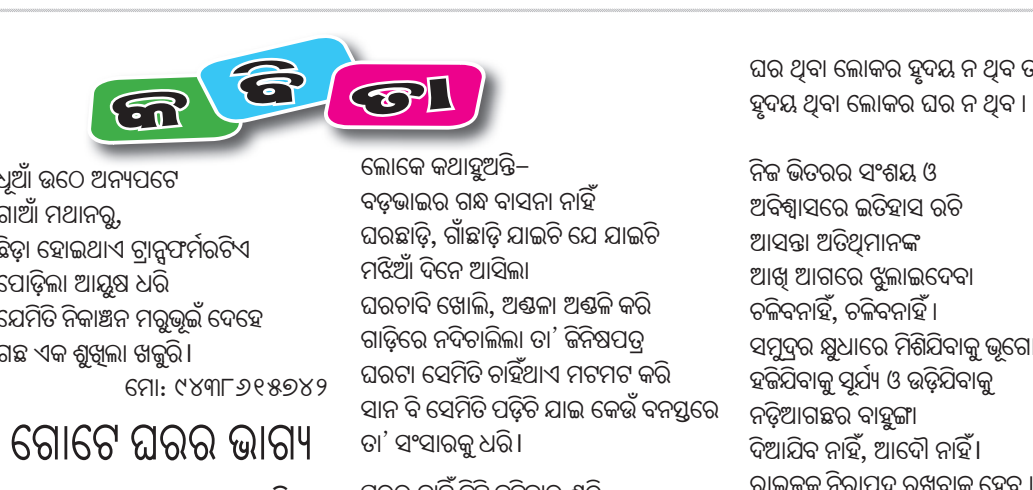 କବିତା
ଧୂଆଁ ଉଠେ ଅନ୍ୟପଟେ
ଗାଆଁ ମଥାନରୁ,
ଛିଡ଼ା ହୋଇଥାଏ ଟ୍ରାନ୍ସଫର୍ମରଟିଏ
ପୋଡ଼ିଲା ଆୟୁଷ ଧରି
ଯେମିତି ନିକାଞ୍ଚନ ମରୁଭୂଇଁ ଦେହେ
ଗଛ ଏକ ଶୁଖିଲା ଖଜୁରି।
ମୋ: ୯୪୩୮୬୧୫୭୪୨
ଗୋଟେ ଘରର ଭାଗ୍ୟ
ଲୋକେ କଥାହୁଅନ୍ତି–
ବଡ଼ଭାଇର ଗନ୍ଧ ବାସନା ନାହିଁ
ଘରଛାଡ଼ି, ଗାଁଛାଡ଼ି ଯାଇଚି ଯେ ଯାଇଚି
ମଝିଆଁ ଦିନେ ଆସିଲା
ଘରଚାବି ଖୋଲି, ଅଣ୍ଡଳା ଅଣ୍ଡଳି କରି
ଗାଡ଼ିରେ ନଦିଚାଲିଲା ତା' ଜିନିଷପତ୍ର
ଘରଟା ସେମିତି ଚାହିଁଥାଏ ମଟମଟ କରି
ସାନ ବି ସେମିତି ପଡ଼ିଚି ଯାଇ କେଉଁ ବନସ୍ତରେ
ତା' ସଂସାରକୁ ଧରି।
ଘର ଥିବା ଲୋକର ହୃଦୟ ନ ଥିବ
ହୃଦୟ ଥିବା ଲୋକର ଘର ନ ଥିବ।
ନିଜ ଭିତରର ସଂଶୟ ଓ
ଅବିଶ୍ୱାସରେ ଇତିହାସ ରଚି
ଆସନ୍ତା ଅତିଥିମାନଙ୍କ
ଆଖି ଆଗରେ ଝୁଲାଇଦେବା
ଚଳିବନାହିଁ, ଚଳିବନାହିଁ।
ସମୁଦ୍ରର କ୍ଷୁଧାରେ ମିଶିଯିବାକୁ ଭୂଗୋ
ହଜିଯିବାକୁ ସୂର୍ଯ୍ୟ ଓ ଉଡ଼ିଯିବାକୁ
ନଡ଼ିଆଗଛର ବାହୁଙ୍ଗା
ଦିଆଯିବ ନାହିଁ, ଆଦୌ ନାହିଁ।